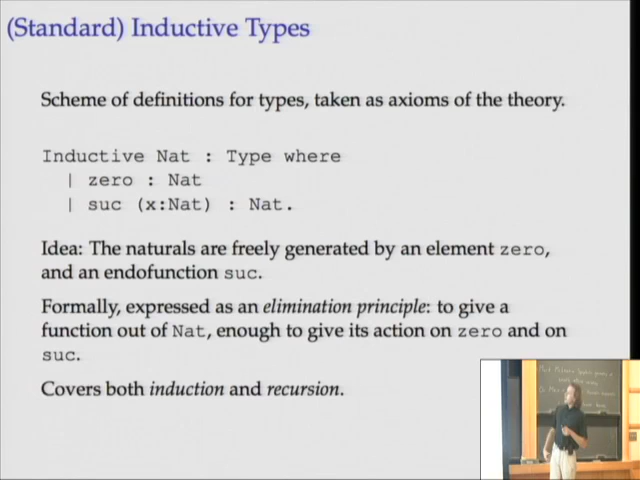 (Standard) Inductive Types
Scheme of definitions for types, taken as axioms of the theory.
Inductive Nat : Type where
| zero : Nat
| suc (x:Nat) : Nat.
Idea: The naturals are freely generated by an element zero,
and an endofunction suc.
Formally, expressed as an elimination principle: to give a
function out of Nat, enough to give its action on zero and on
suc.
Covers both induction and recursion.